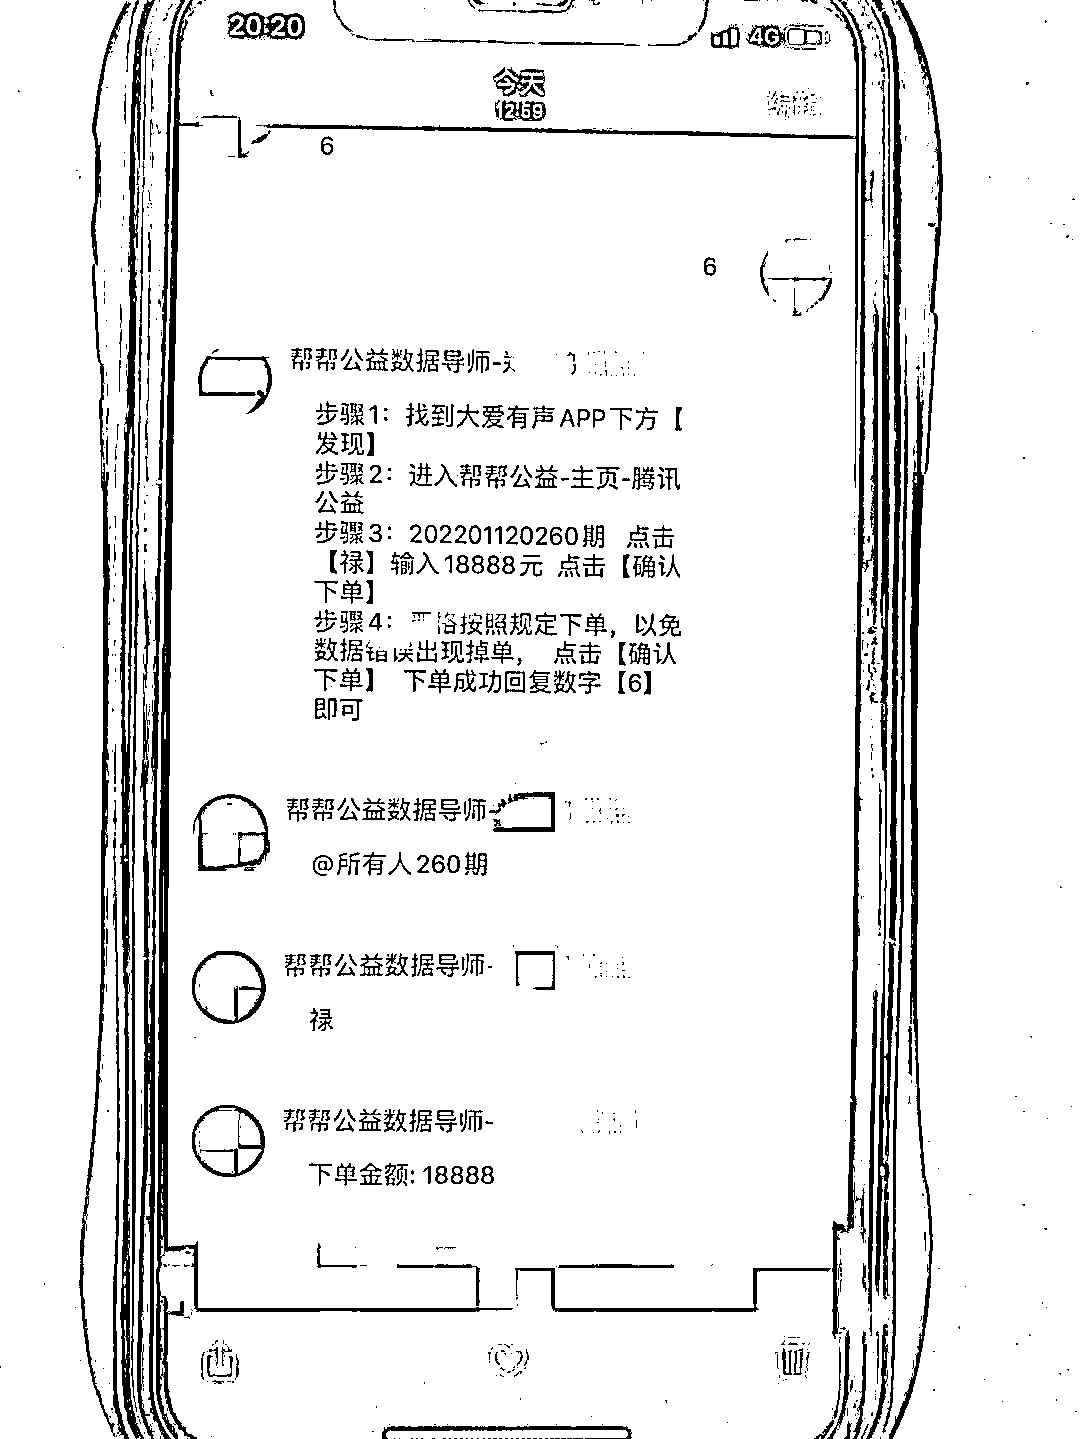 20:20
4G
今天
12:59
编辑
6
6
帮帮公益数据导师-
步骤1：找到大爱有声APP下方【
发现】
步骤2：进入帮帮公益-主页-腾讯
公益
步骤3：202201120260期 点击
【禄】输入18888元 点击【确认
下单】
步骤4：严格按照规定下单，以免
数据错误出现掉单， 点击【确认
下单】 下单成功回复数字【6】
即可
帮帮公益数据导师-
@所有人260期
帮帮公益数据导师-
禄
帮帮公益数据导师-
下单金额: 18888